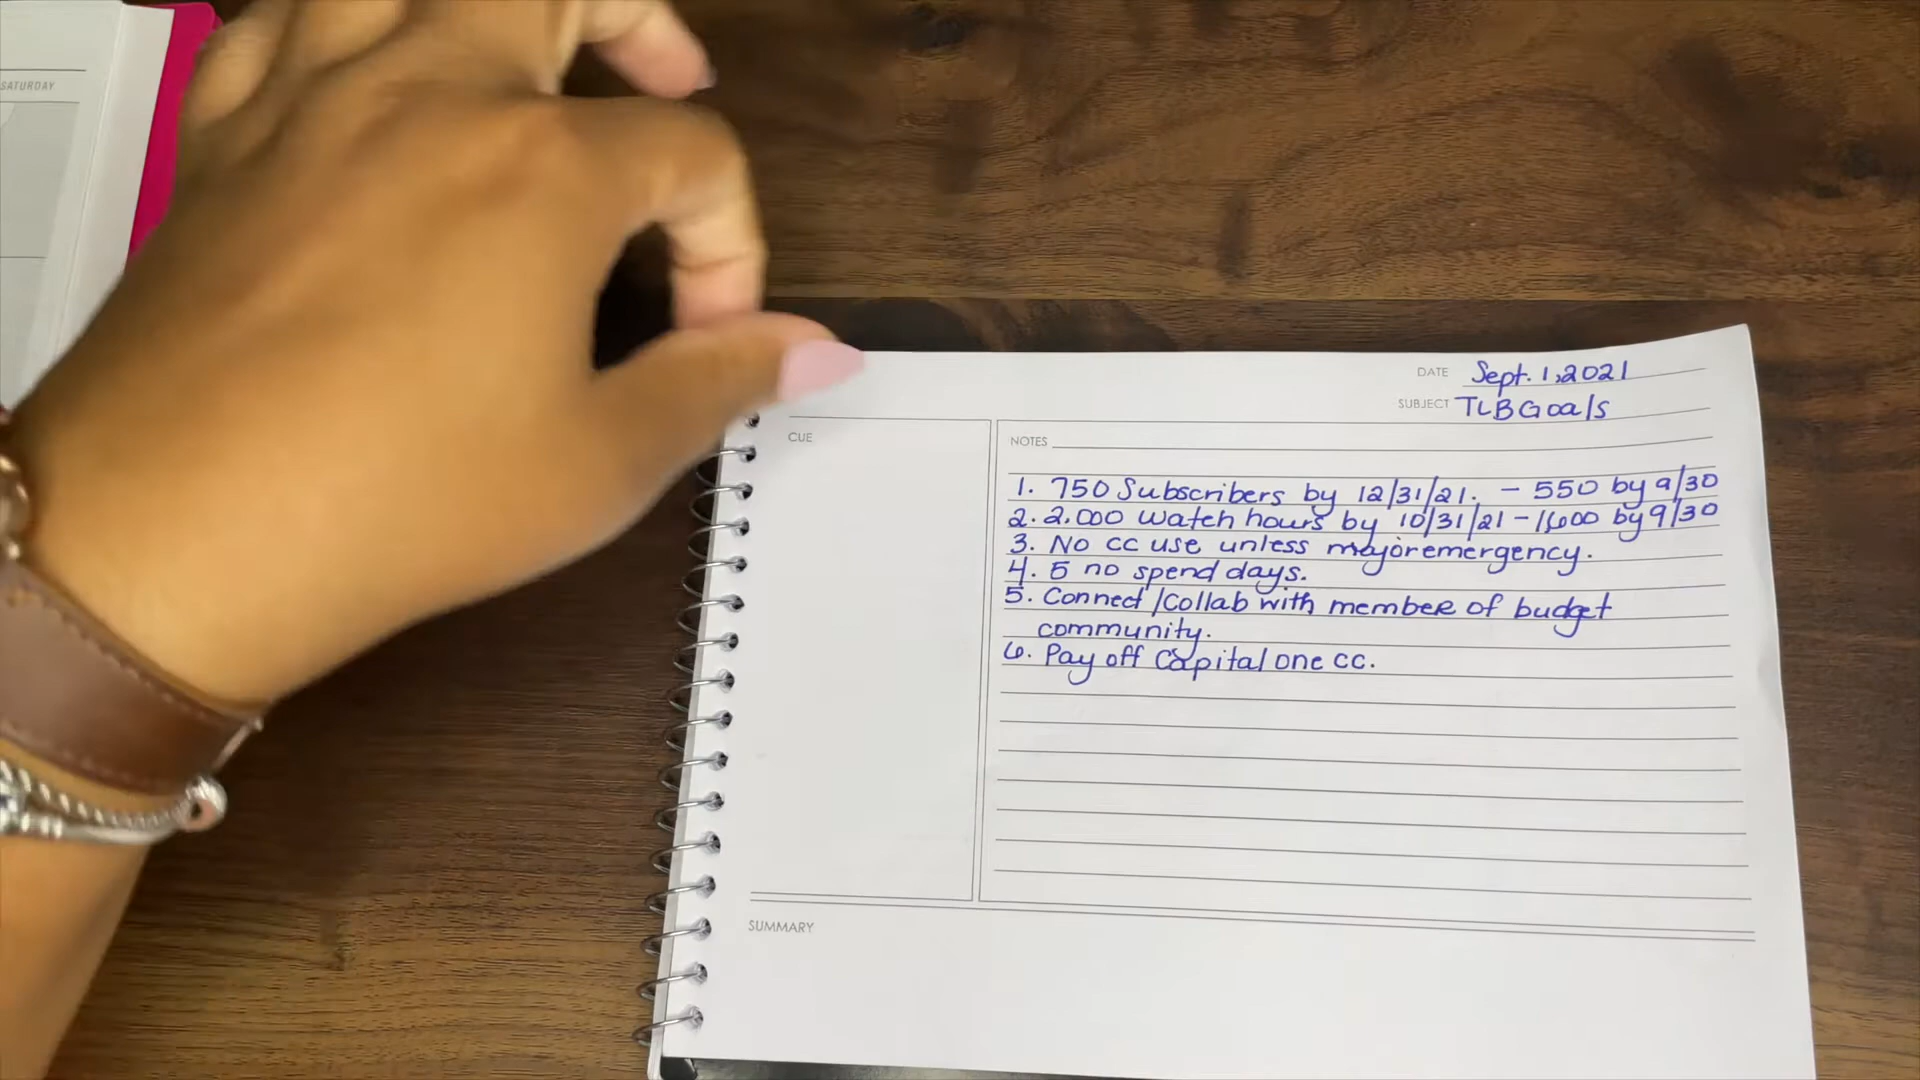 SATURDAY
DATE Sept. 1, 2021
SUBJECT TLB Goals
CUE
NOTES
1. 750 Subscribers by 12/31/21. - 550 by 9/30
2. 2,000 watch hours by 10/31/21 - 1600 by 9/30
3. No cc use unless major emergency.
4. 5 no spend days.
5. Connect/Collab with member of budget
community.
6. Pay off Capital one cc.
SUMMARY